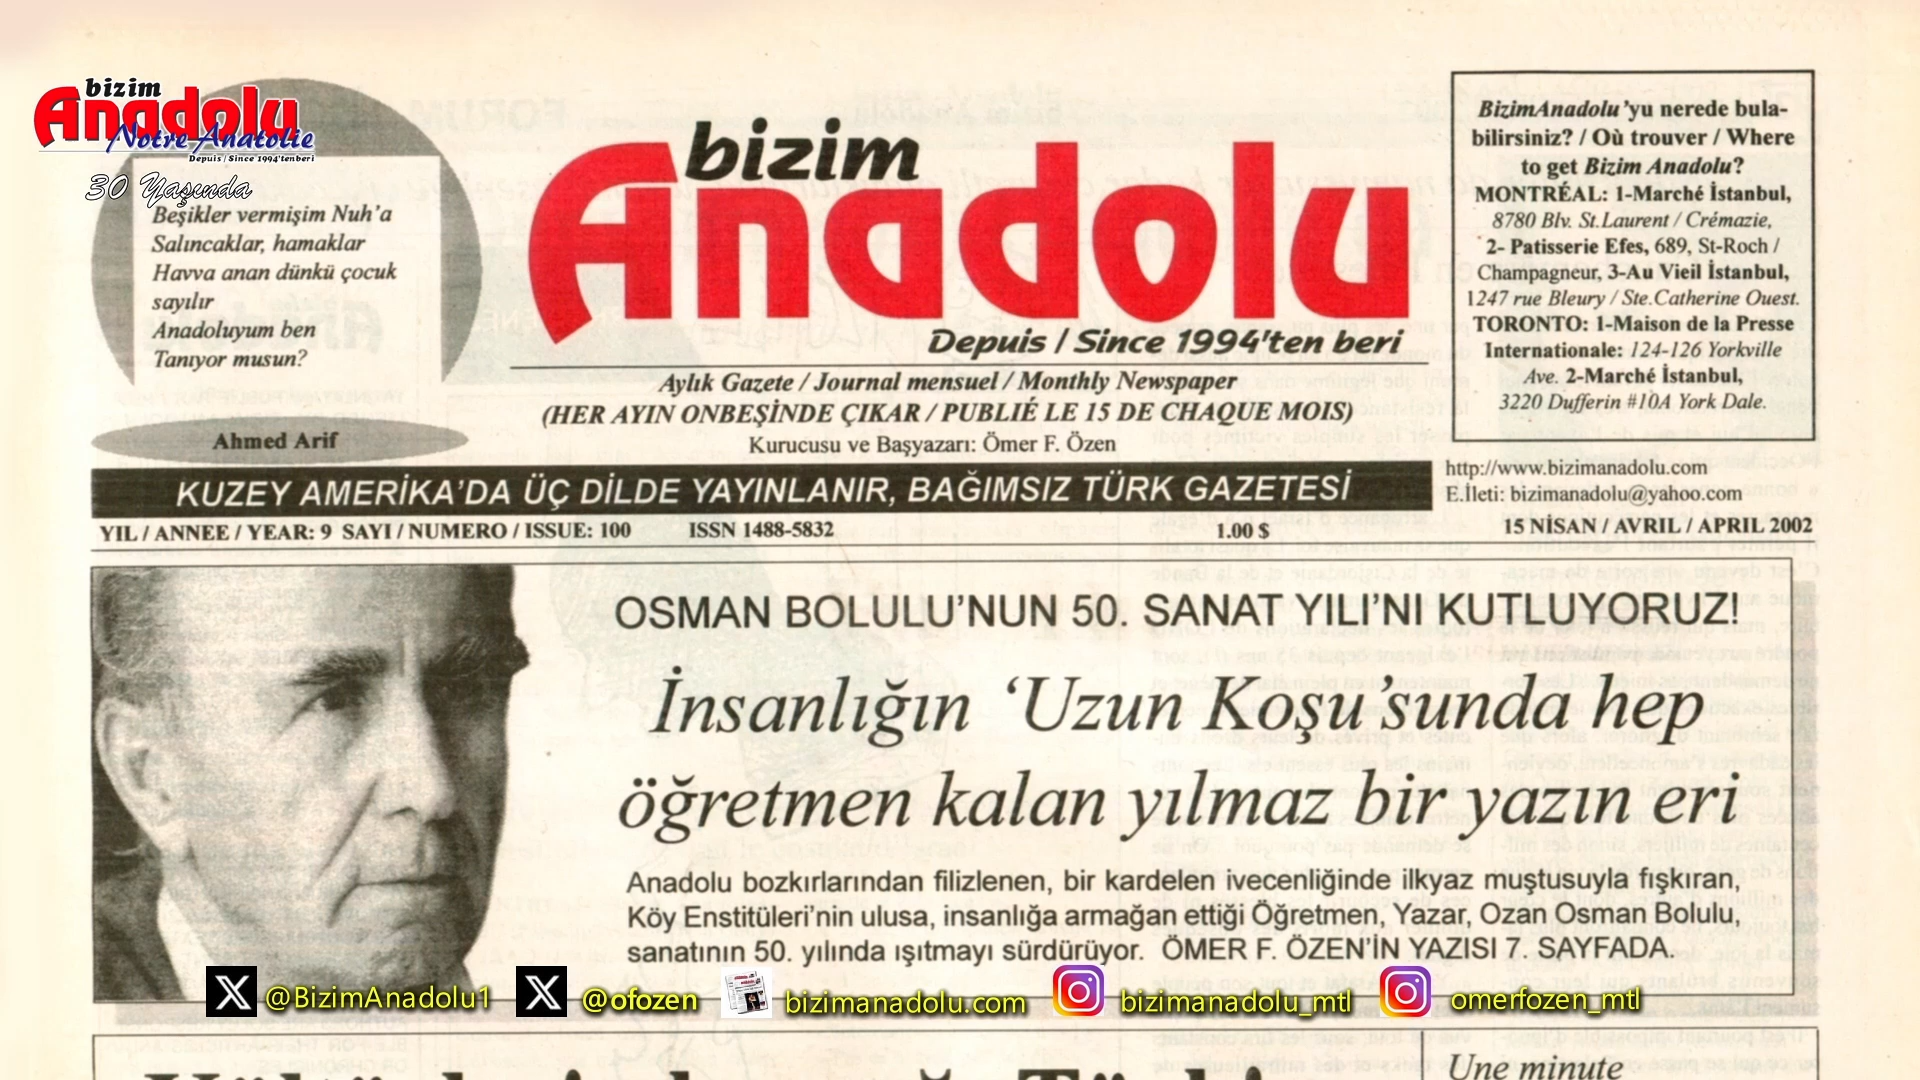 bizim
Anadolu
Notre Anatolie
Depuis / Since 1994'tenberi
30 Yaşında
Beşikler vermişim Nuh'a
Salıncaklar, hamaklar
Havva anan dünkü çocuk
sayılır
Anadoluyum ben
Tanıyor musun?
Ahmed Arif
bizim
Anadolu
Depuis / Since 1994'ten beri
Aylık Gazete / Journal mensuel / Monthly Newspaper
(HER AYIN ONBEŞİNDE ÇIKAR / PUBLIÉ LE 15 DE CHAQUE MOIS)
Kurucusu ve Başyazarı: Ömer F. Özen
BizimAnadolu'yu nerede bula-
bilirsiniz? / Où trouver / Where
to get Bizim Anadolu?
MONTRÉAL: 1-Marché İstanbul,
8780 Blv. St.Laurent / Crémazie,
2- Patisserie Efes, 689, St-Roch /
Champagneur, 3-Au Vieil İstanbul,
1247 rue Bleury / Ste.Catherine Ouest.
TORONTO: 1-Maison de la Presse
Internationale: 124-126 Yorkville
Ave. 2-Marché İstanbul,
3220 Dufferin #10A York Dale.
KUZEY AMERİKA'DA ÜÇ DİLDE YAYINLANIR, BAĞIMSIZ TÜRK GAZETESİ
http://www.bizimanadolu.com
E.İleti: bizimanadolu@yahoo.com
YIL / ANNEE / YEAR: 9 SAYI / NUMERO / ISSUE: 100 ISSN 1488-5832 1.00 $ 15 NİSAN / AVRIL / APRIL 2002
OSMAN BOLULU'NUN 50. SANAT YILI'NI KUTLUYORUZ!
İnsanlığın 'Uzun Koşu'sunda hep
öğretmen kalan yılmaz bir yazın eri
Anadolu bozkırlarından filizlenen, bir kardelen ivecenliğinde ilkyaz muştusuyla fışkıran,
Köy Enstitüleri'nin ulusa, insanlığa armağan ettiği Öğretmen, Yazar, Ozan Osman Bolulu,
sanatının 50. yılında ışıtmayı sürdürüyor. ÖMER F. ÖZEN'İN YAZISI 7. SAYFADA.
@BizimAnadolu1 @ofozen bizimanadolu.com bizimanadolu_mtl omerfozen_mtl
Une minute